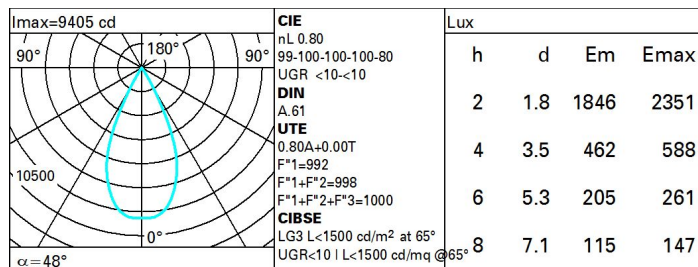 Imax=9405 cd
90° 180° 90°
10500
0°
α=48°
CIE
nL 0.80
99-100-100-100-80
UGR <10-<10
DIN
A.61
UTE
0.80A+0.00T
F"1=992
F"1+F"2=998
F"1+F"2+F"3=1000
CIBSE
LG3 L<1500 cd/m² at 65°
UGR<10 | L<1500 cd/mq @65°
Lux
h d Em Emax
2 1.8 1846 2351
4 3.5 462 588
6 5.3 205 261
8 7.1 115 147